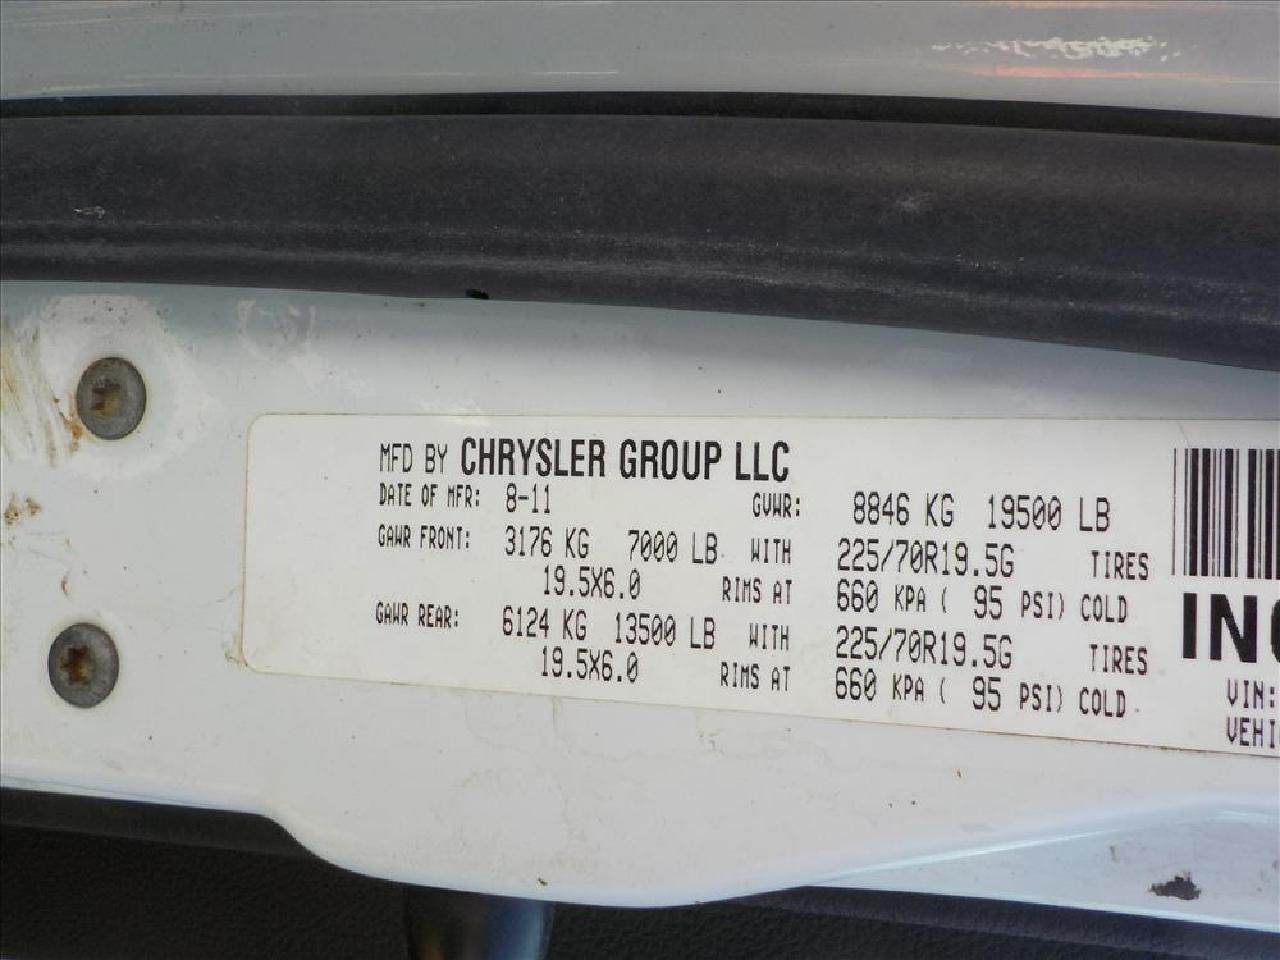 MFD BY CHRYSLER GROUP LLC
DATE OF MFR: 8-11 GVWR: 8846 KG 19500 LB
GAWR FRONT: 3176 KG 7000 LB WITH 225/70R19.5G TIRES
19.5X6.0 RIMS AT 660 KPA ( 95 PSI) COLD
GAWR REAR: 6124 KG 13500 LB WITH 225/70R19.5G TIRES
19.5X6.0 RIMS AT 660 KPA ( 95 PSI) COLD
VIN: